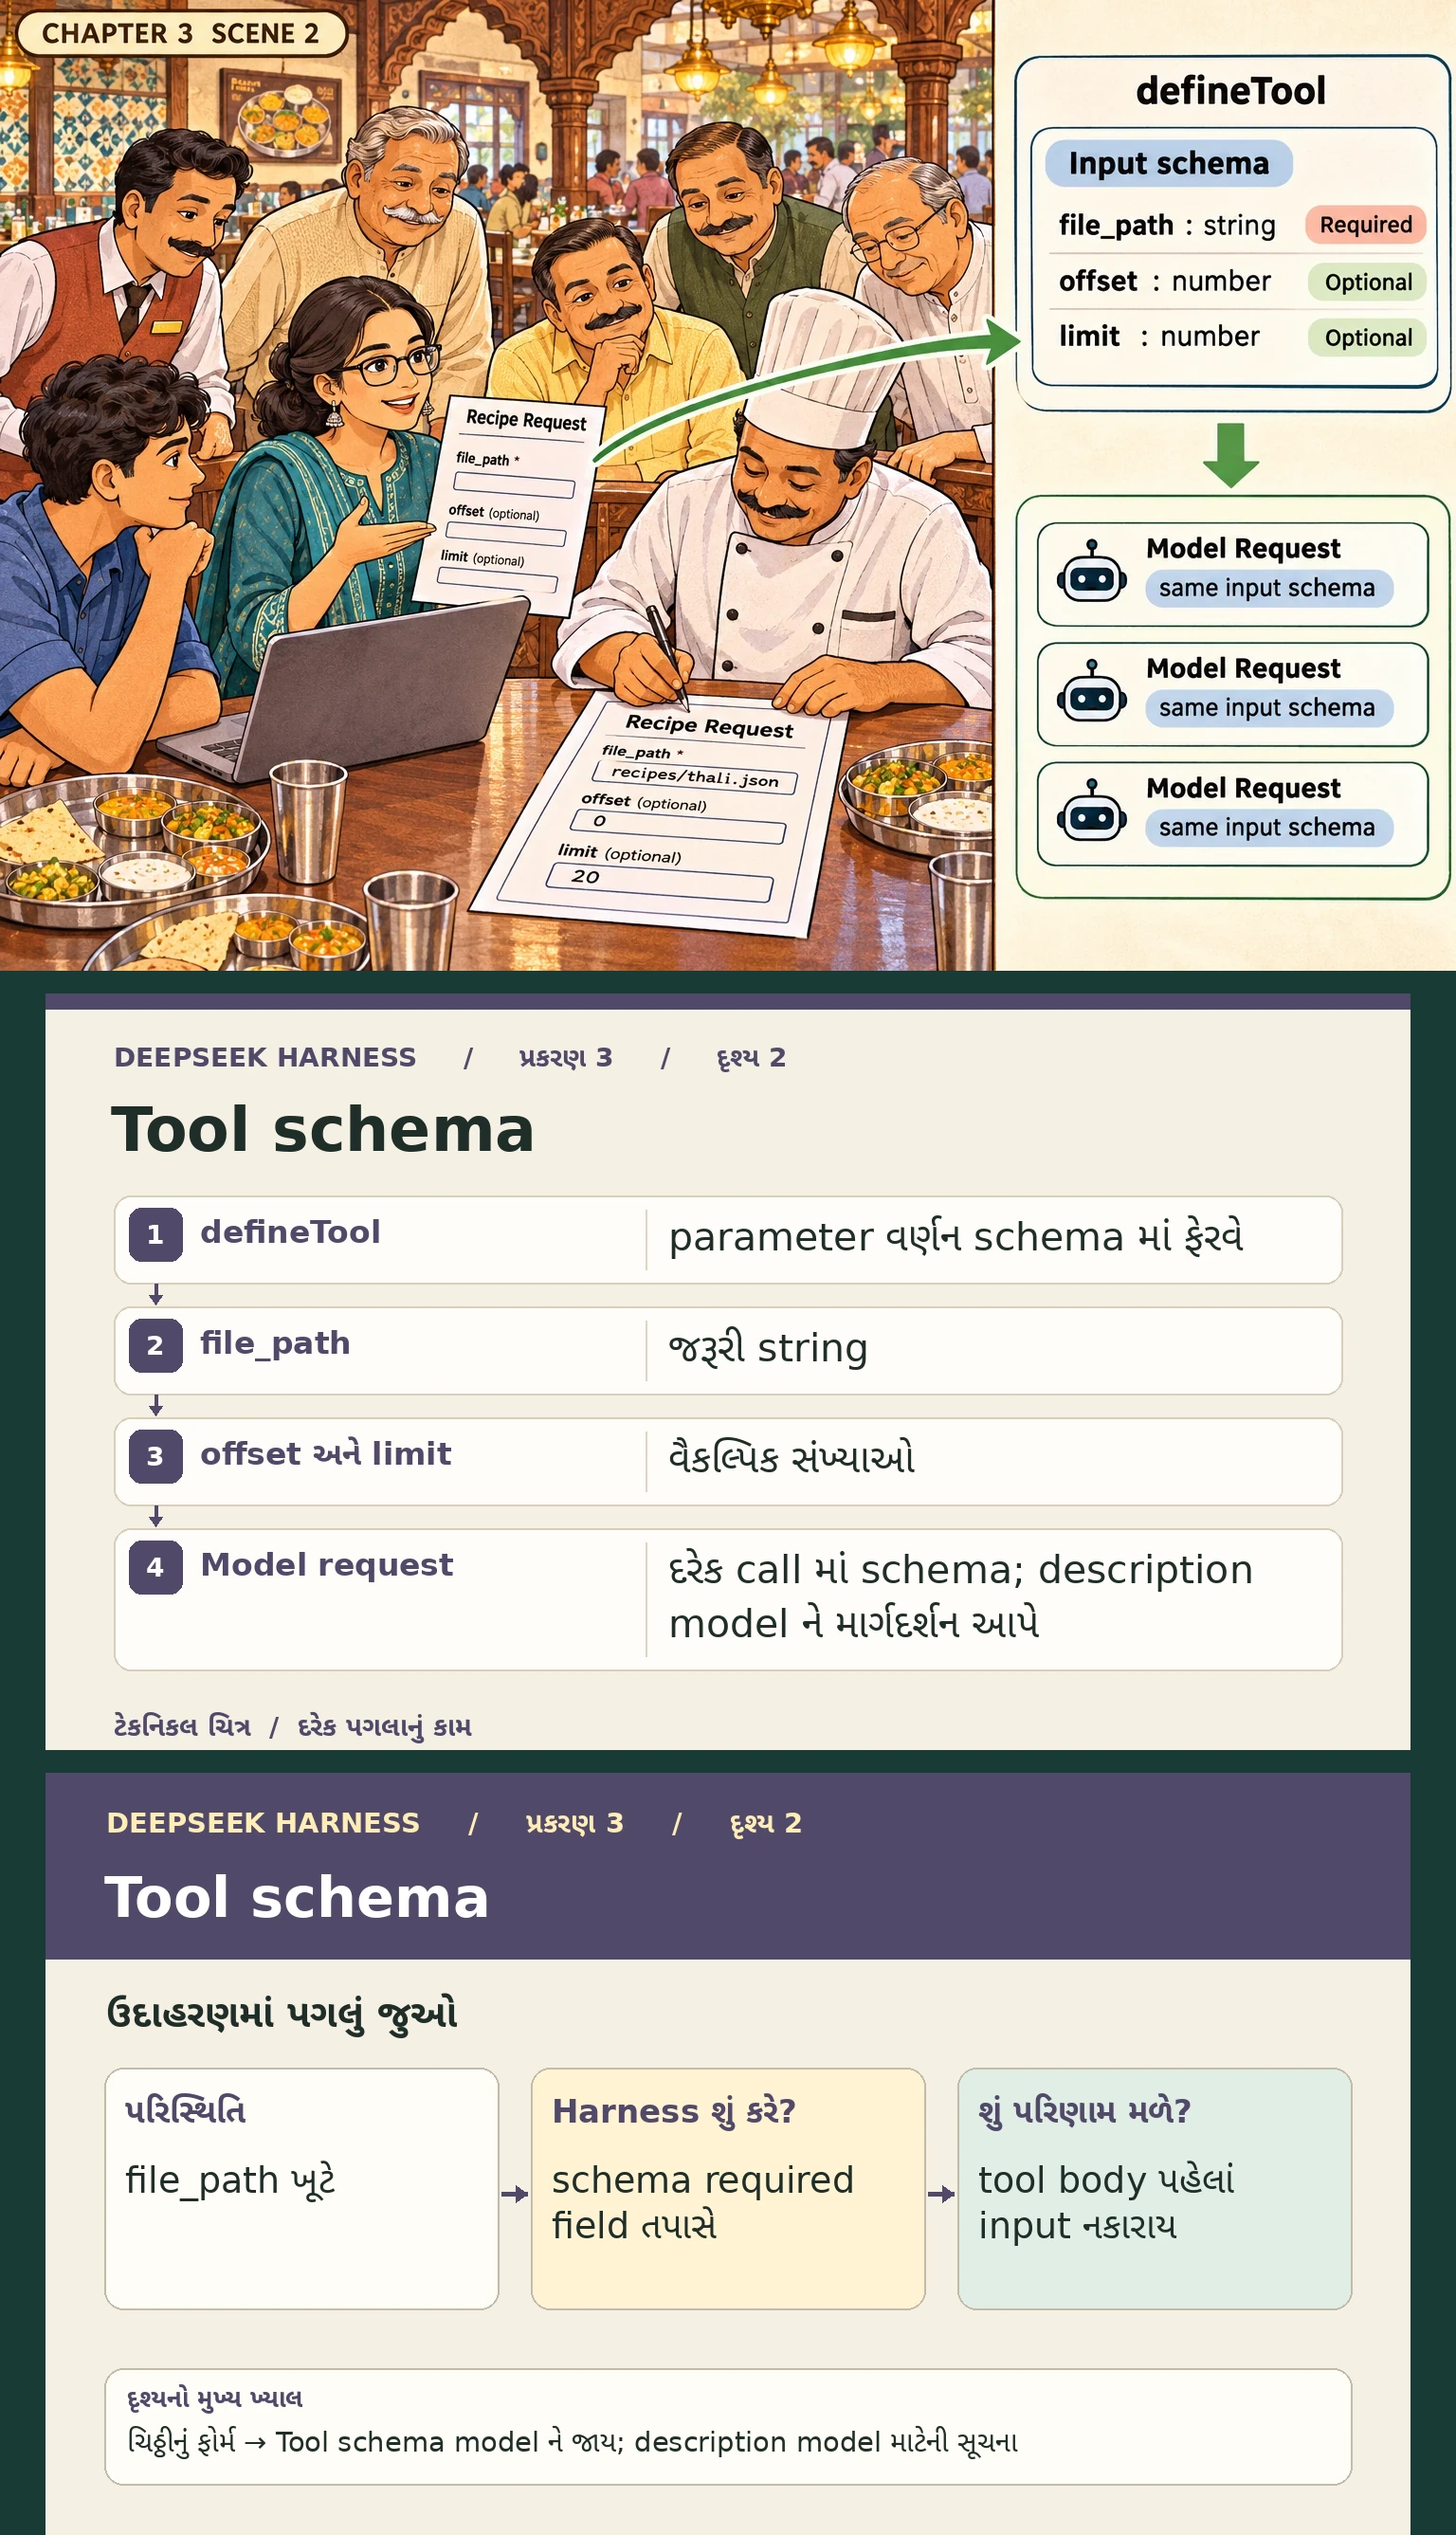 CHAPTER 3 SCENE 2
Recipe Request
file_path *
offset (optional)
limit (optional)
Recipe Request
file_path *
recipes/thali.json
offset (optional)
0
limit (optional)
20
defineTool
Input schema
file_path : string Required
offset : number Optional
limit : number Optional
Model Request
same input schema
Model Request
same input schema
Model Request
same input schema
DEEPSEEK HARNESS / પ્રકરણ 3 / દૃશ્ય 2
Tool schema
1 defineTool parameter વર્ણન schema માં ફેરવે
2 file_path જરૂરી string
3 offset અને limit વૈકલ્પિક સંખ્યાઓ
4 Model request દરેક call માં schema; description
model ને માર્ગદર્શન આપે
ટેકનિકલ ચિત્ર / દરેક પગલાનું કામ
DEEPSEEK HARNESS / પ્રકરણ 3 / દૃશ્ય 2
Tool schema
ઉદાહરણમાં પગલું જુઓ
પરિસ્થિતિ
file_path ખૂટે
Harness શું કરે?
schema required
field તપાસે
શું પરિણામ મળે?
tool body પહેલાં
input નકારાય
દૃશ્યનો મુખ્ય ખ્યાલ
ચિઠ્ઠીનું ફોર્મ → Tool schema model ને જાય; description model માટેની સૂચના